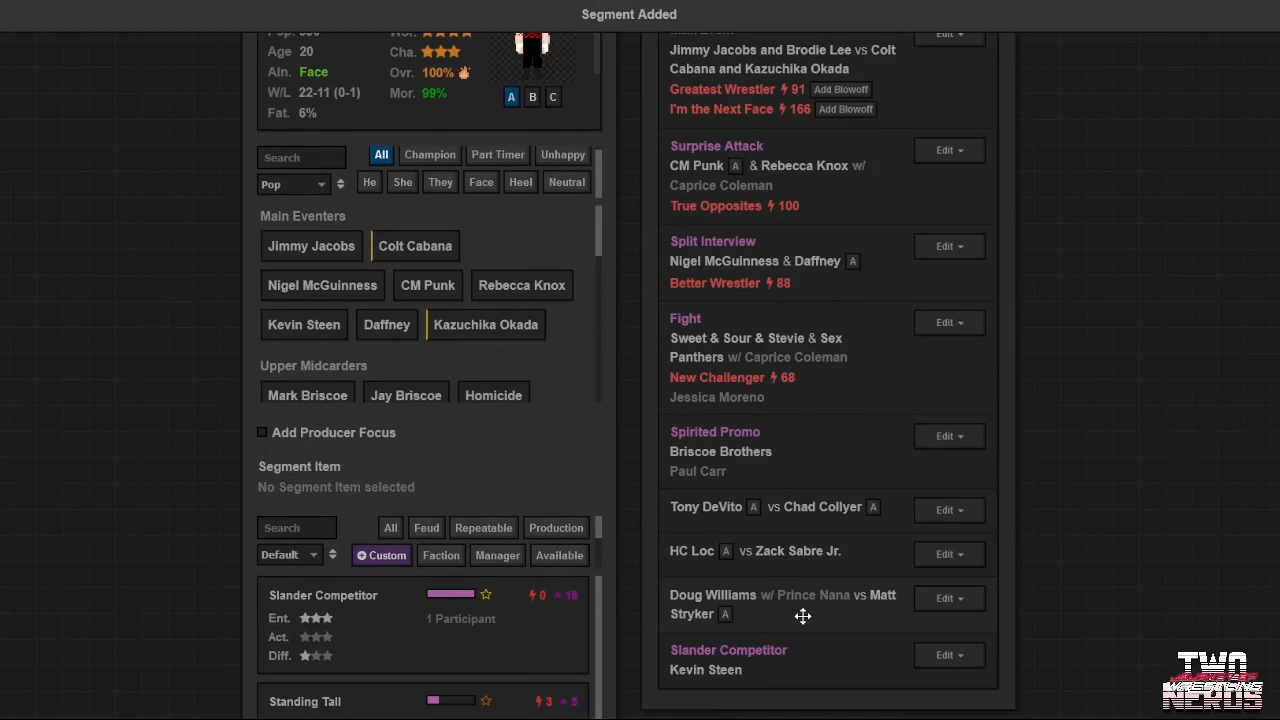 Segment Added
Age 20
Aln. Face
W/L 22-11 (0-1)
Fat. 6%
Cha.
Ovr. 100%
Mor. 99%
A B C
Search
All Champion Part Timer Unhappy
Pop
He She They Face Heel Neutral
Main Eventers
Jimmy Jacobs Colt Cabana
Nigel McGuinness CM Punk Rebecca Knox
Kevin Steen Daffney Kazuchika Okada
Upper Midcarders
Mark Briscoe Jay Briscoe Homicide
Add Producer Focus
Segment Item
No Segment Item selected
Search
All Feud Repeatable Production
Default
Custom Faction Manager Available
Slander Competitor 0 18
Ent. 1 Participant
Act.
Diff.
Standing Tall 3 5
Jimmy Jacobs and Brodie Lee vs Colt
Cabana and Kazuchika Okada
Greatest Wrestler 91 Add Blowoff
I'm the Next Face 166 Add Blowoff
Surprise Attack Edit
CM Punk A & Rebecca Knox w/
Caprice Coleman
True Opposites 100
Split Interview Edit
Nigel McGuinness & Daffney A
Better Wrestler 88
Fight Edit
Sweet & Sour & Stevie & Sex
Panthers w/ Caprice Coleman
New Challenger 68
Jessica Moreno
Spirited Promo Edit
Briscoe Brothers
Paul Carr
Tony DeVito A vs Chad Collyer A Edit
HC Loc A vs Zack Sabre Jr. Edit
Doug Williams w/ Prince Nana vs Matt Edit
Stryker A
Slander Competitor Edit
Kevin Steen
TWO
WRESTLING
NERDS